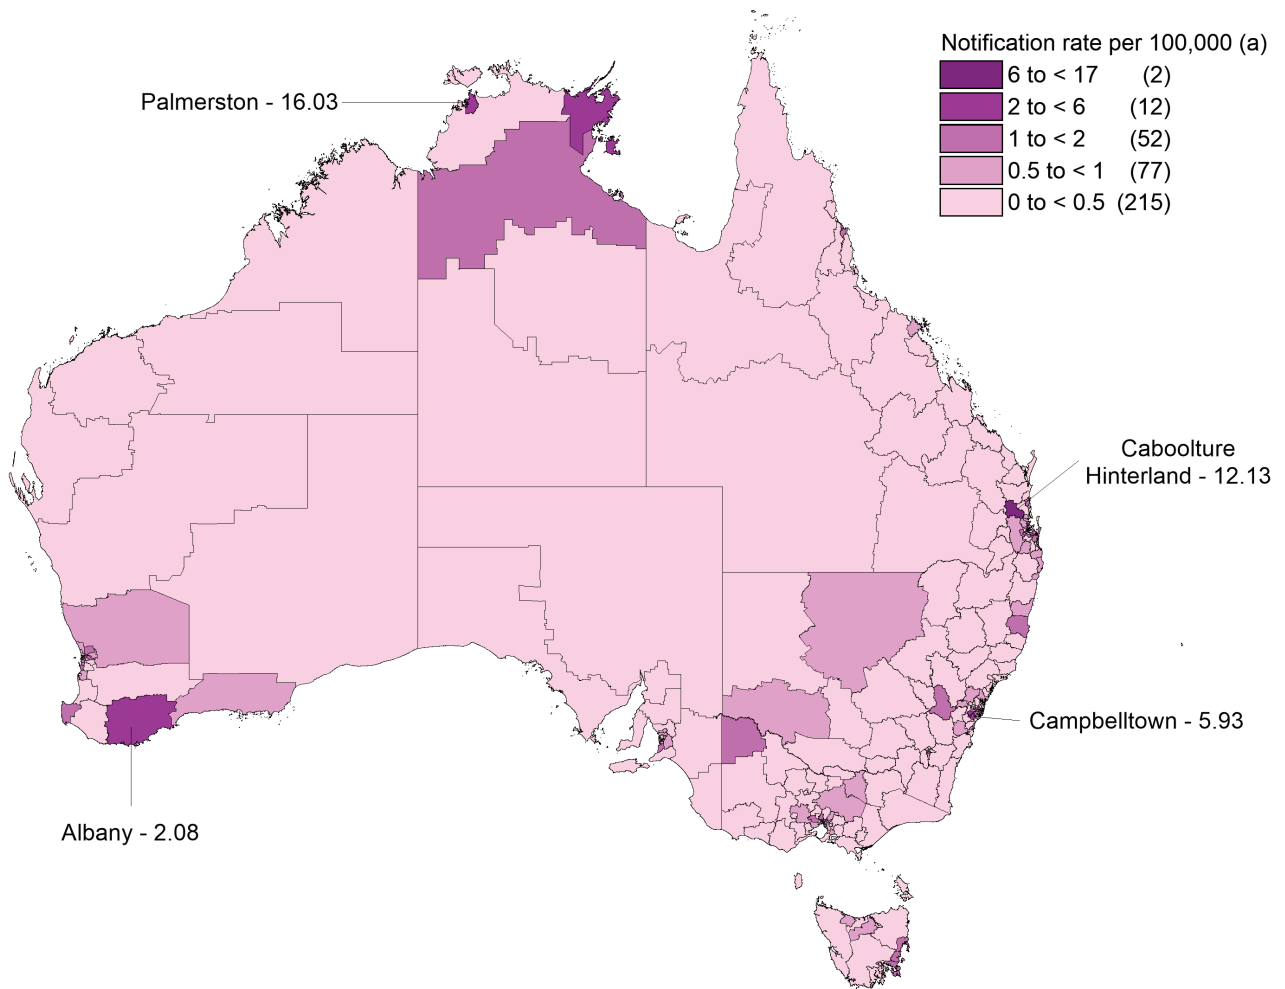 Notification rate per 100,000 (a)
6 to < 17 (2)
2 to < 6 (12)
1 to < 2 (52)
0.5 to < 1 (77)
0 to < 0.5 (215)
Palmerston - 16.03
Caboolture
Hinterland - 12.13
Campbelltown - 5.93
Albany - 2.08